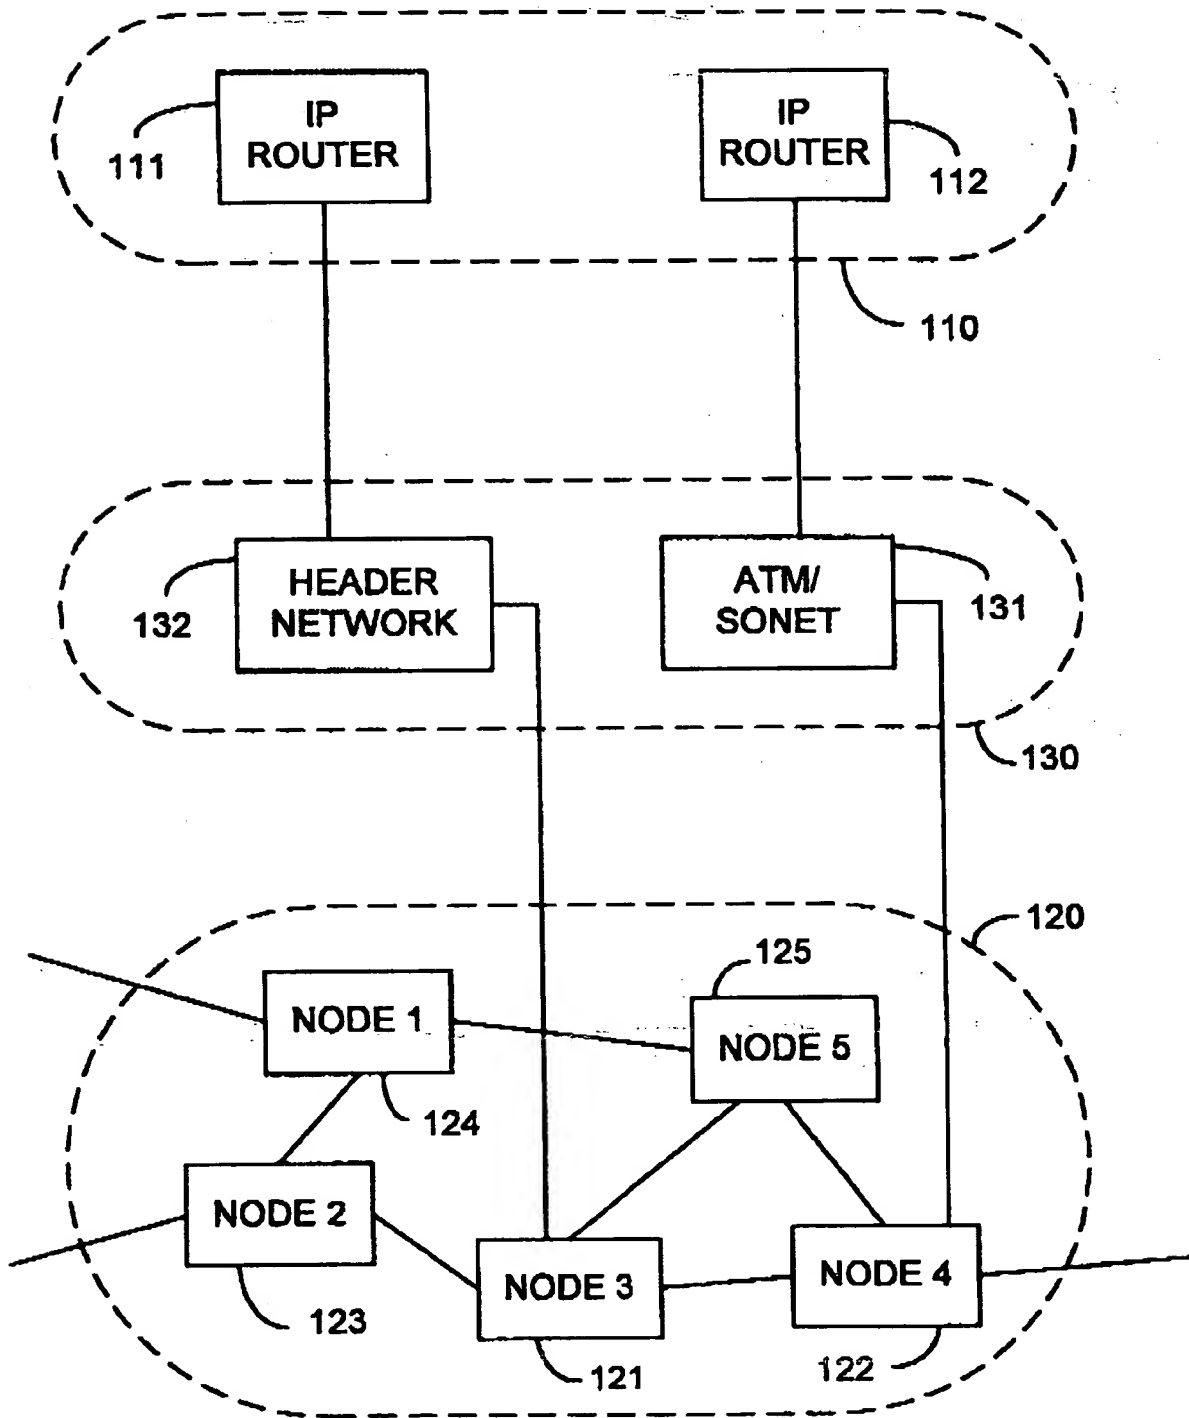 IP
ROUTER
111
IP
ROUTER
112
110
HEADER
NETWORK
132
ATM/
SONET
131
130
120
125
NODE 1
NODE 5
124
NODE 2
NODE 3
NODE 4
123
121
122